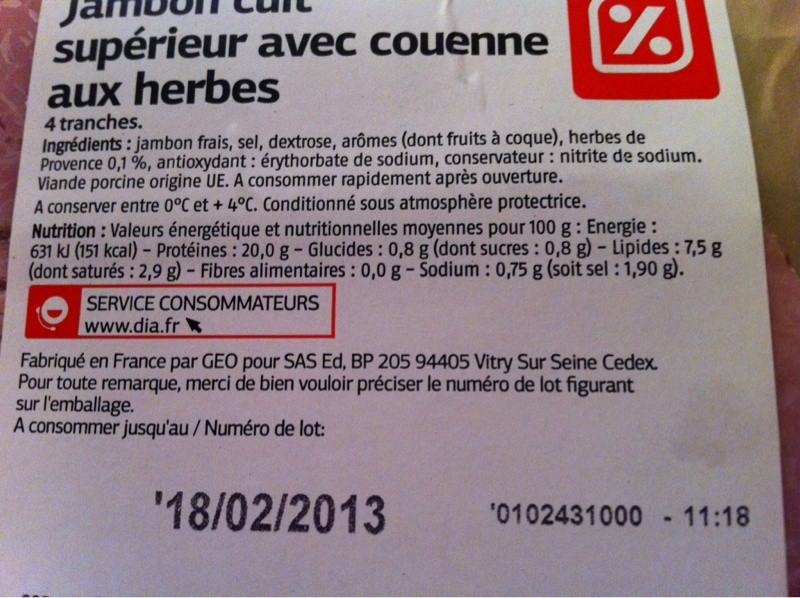 Jambon cuit
supérieur avec couenne
aux herbes
4 tranches.
Ingrédients : jambon frais, sel, dextrose, arômes (dont fruits à coque), herbes de
Provence 0,1 %, antioxydant : érythorbate de sodium, conservateur : nitrite de sodium.
Viande porcine origine UE. A consommer rapidement après ouverture.
A conserver entre 0°C et + 4°C. Conditionné sous atmosphère protectrice.
Nutrition : Valeurs énergétique et nutritionnelles moyennes pour 100 g : Energie :
631 kJ (151 kcal) – Protéines : 20,0 g – Glucides : 0,8 g (dont sucres : 0,8 g) – Lipides : 7,5 g
(dont saturés : 2,9 g) – Fibres alimentaires : 0,0 g – Sodium : 0,75 g (soit sel : 1,90 g).
SERVICE CONSOMMATEURS
www.dia.fr
Fabriqué en France par GEO pour SAS Ed, BP 205 94405 Vitry Sur Seine Cedex.
Pour toute remarque, merci de bien vouloir préciser le numéro de lot figurant
sur l'emballage.
A consommer jusqu'au / Numéro de lot:
'18/02/2013 '0102431000 - 11:18